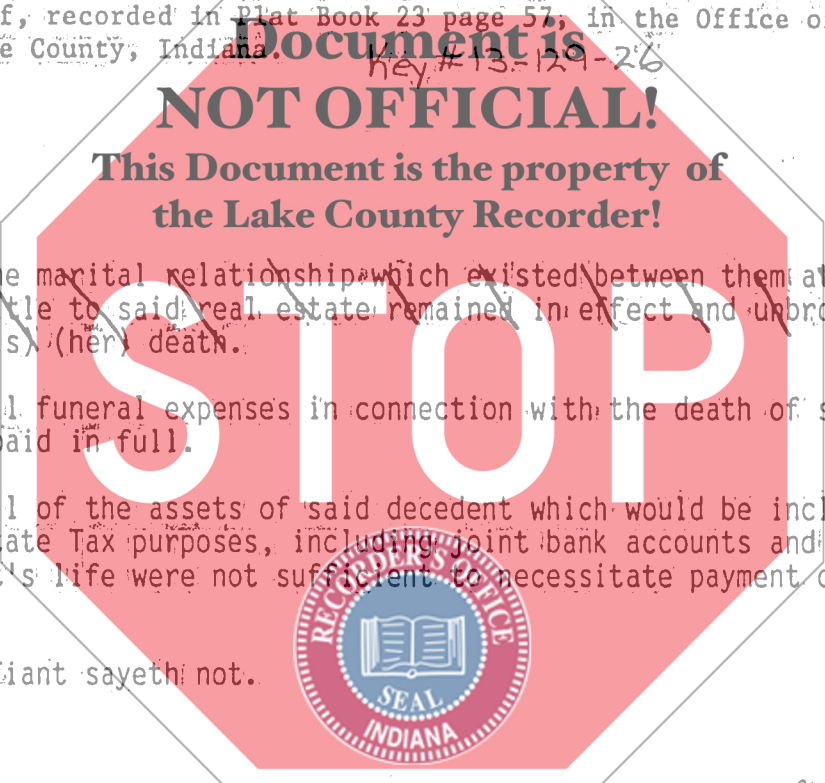 f, recorded in Plat Book 23 page 57, in the Office o
e County, Indiana.
Key # 13-129-26
Document is
NOT OFFICIAL!
This Document is the property of
the Lake County Recorder!
e marital relationship which existed between them a
tle to said real estate remained in effect and unbro
s) (her) death.
STOP
l funeral expenses in connection with the death of s
paid in full.
l of the assets of said decedent which would be incl
ate Tax purposes, including joint bank accounts and
t's life were not sufficient to necessitate payment o
RECORDER'S OFFICE
SEAL
INDIANA
iant sayeth not.